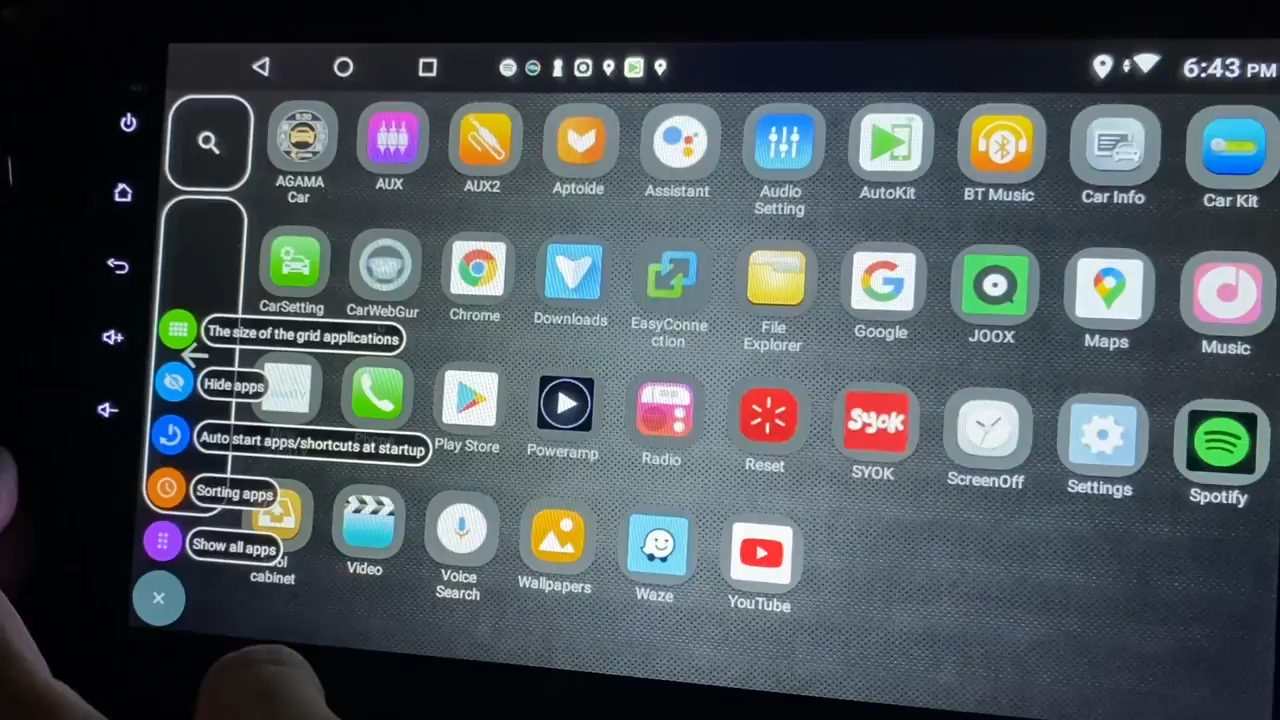 6:43 PM
AGAMA
Car
AUX
AUX2
Aptoide
Assistant
Audio
Setting
AutoKit
BT Music
Car Info
Car Kit
CarSetting
CarWebGur
Chrome
Downloads
EasyConne
ction
File
Explorer
Google
JOOX
Maps
Music
The size of the grid applications
Hide apps
Play Store
Poweramp
Radio
Reset
SYOK
SYOK
ScreenOff
Settings
Spotify
Auto start apps/shortcuts at startup
Sorting apps
Show all apps
cabinet
Video
Voice
Search
Wallpapers
Waze
YouTube